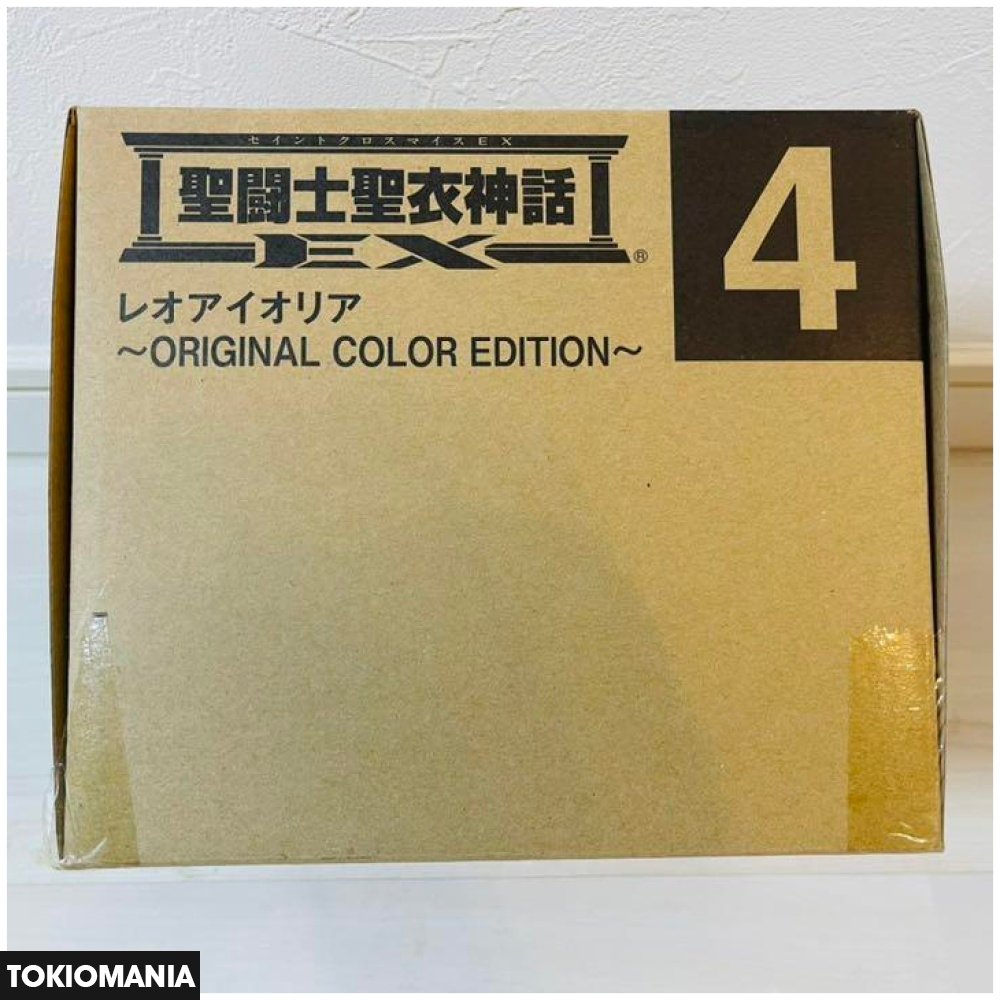 セイントクロスマイスEX
聖闘士聖衣神話
EX®
4
レオアイオリア
～ORIGINAL COLOR EDITION～
TOKIOMANIA